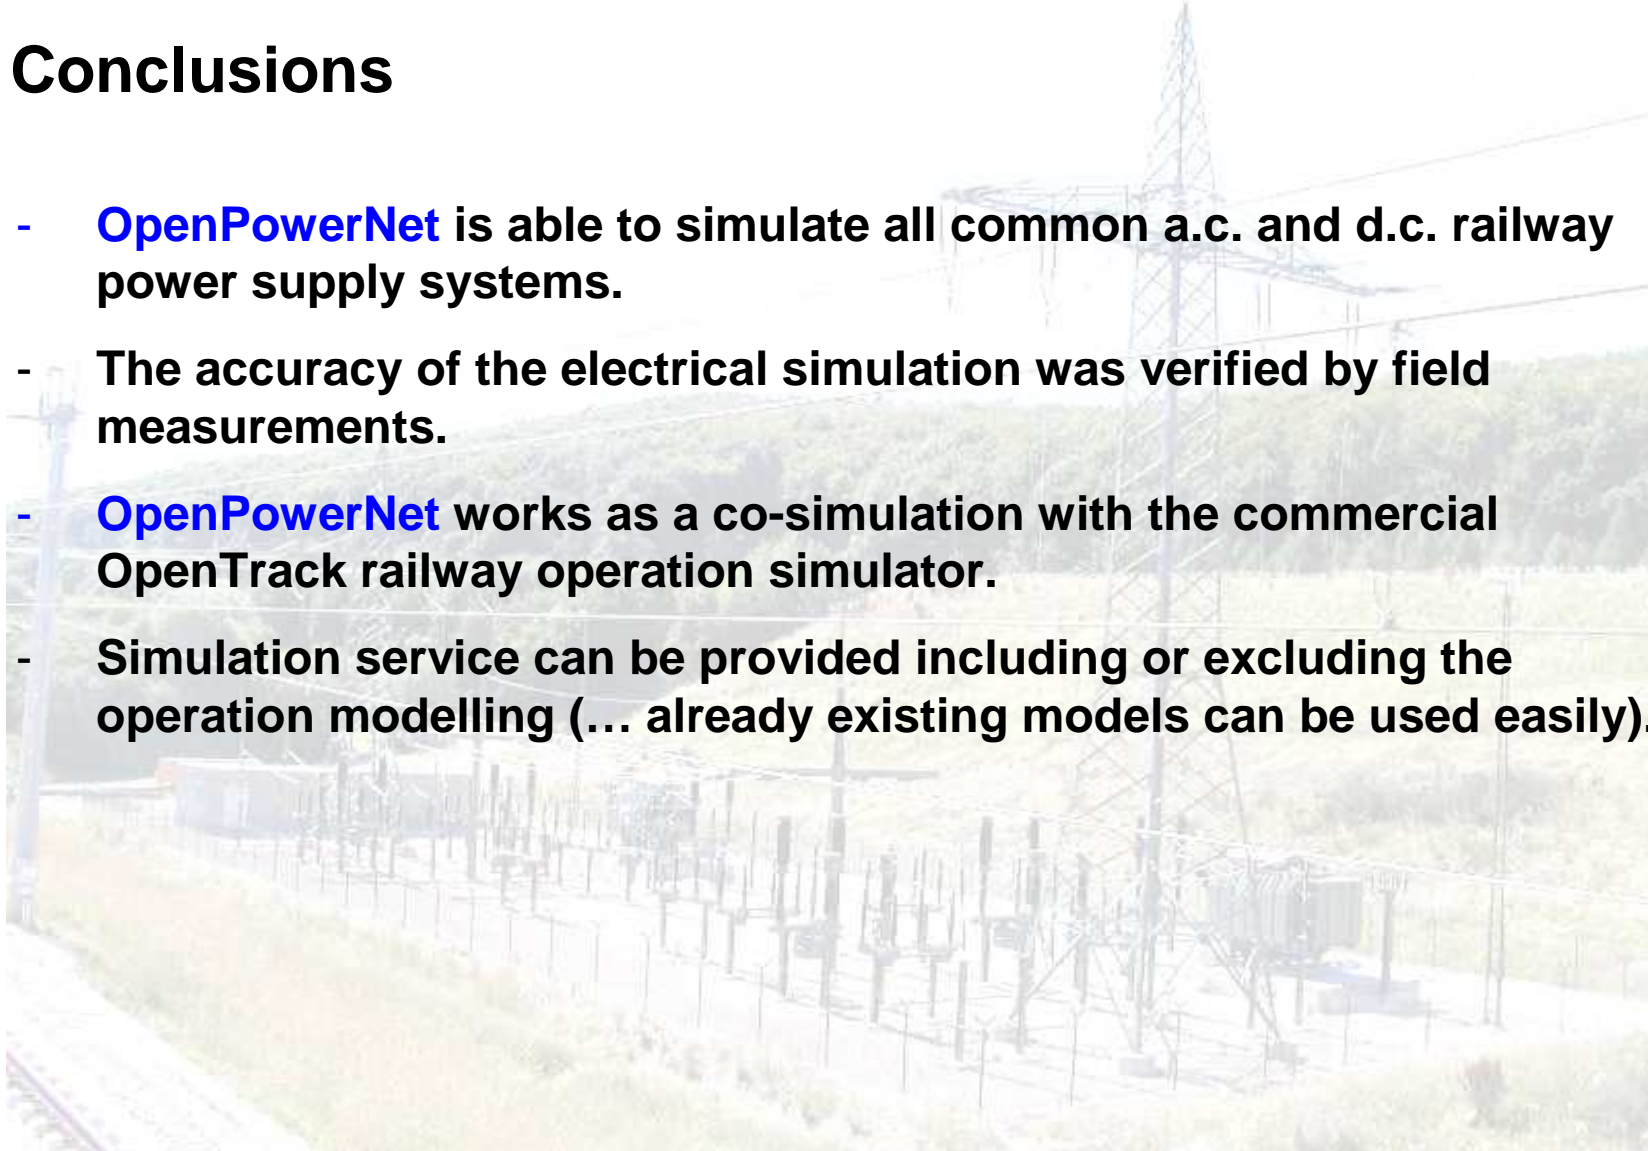 Conclusions
- OpenPowerNet is able to simulate all common a.c. and d.c. railway
power supply systems.
- The accuracy of the electrical simulation was verified by field
measurements.
- OpenPowerNet works as a co-simulation with the commercial
OpenTrack railway operation simulator.
- Simulation service can be provided including or excluding the
operation modelling (… already existing models can be used easily).